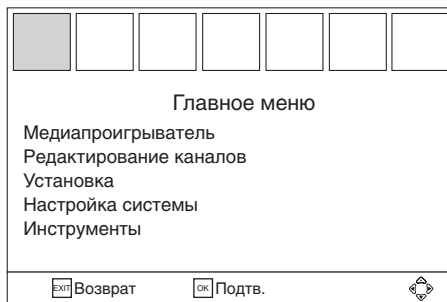 Главное меню
Медиапроигрыватель
Редактирование каналов
Установка
Настройка системы
Инструменты
EXIT Возврат OK Подтв.